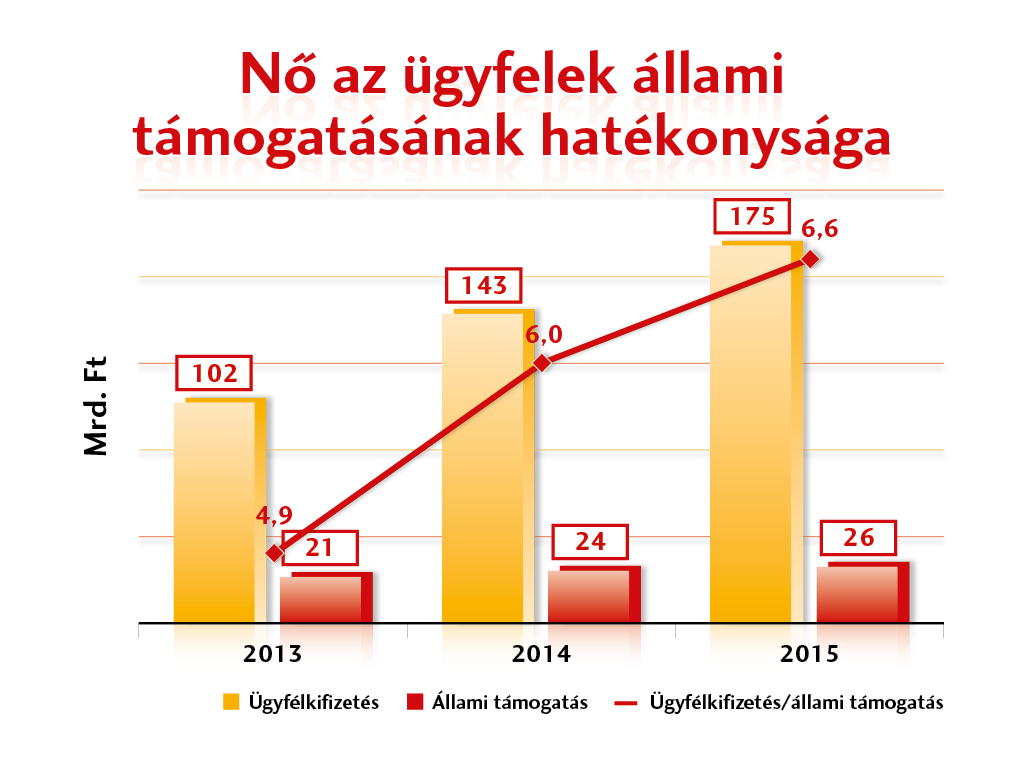 Nő az ügyfelek állami
támogatásának hatékonysága
Mrd. Ft
175
6,6
143
6,0
102
4,9
21
24
26
2013
2014
2015
Ügyfélkifizetés
Állami támogatás
Ügyfélkifizetés/állami támogatás